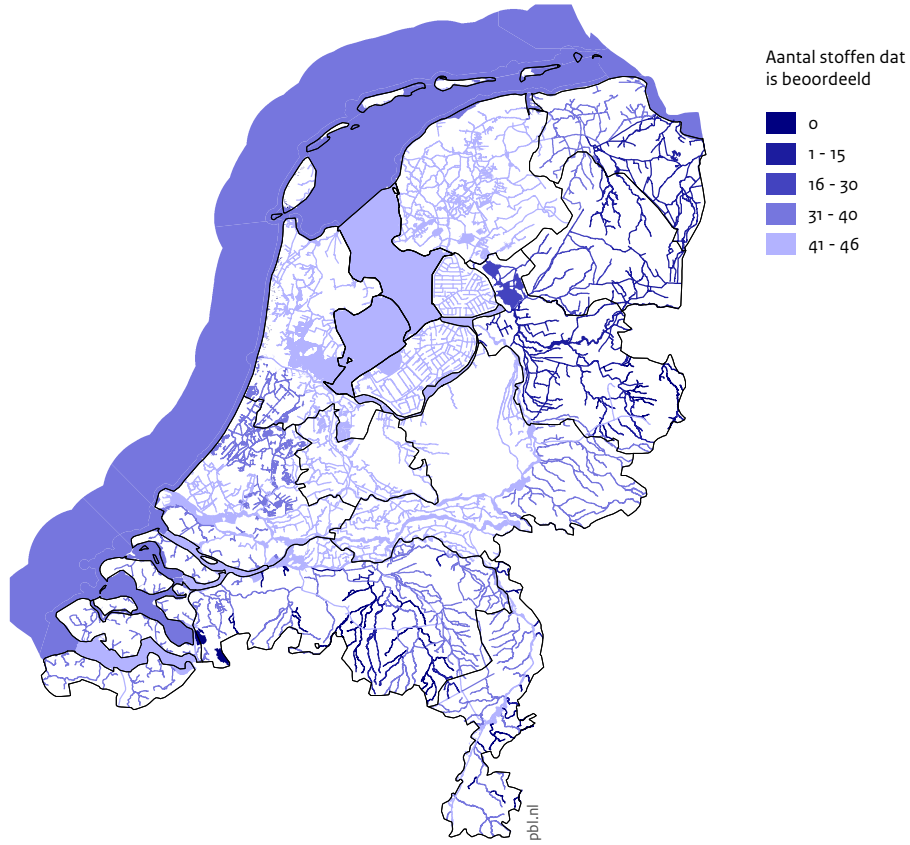 Aantal stoffen dat
is beoordeeld
0
1 - 15
16 - 30
31 - 40
41 - 46
pbl.nl